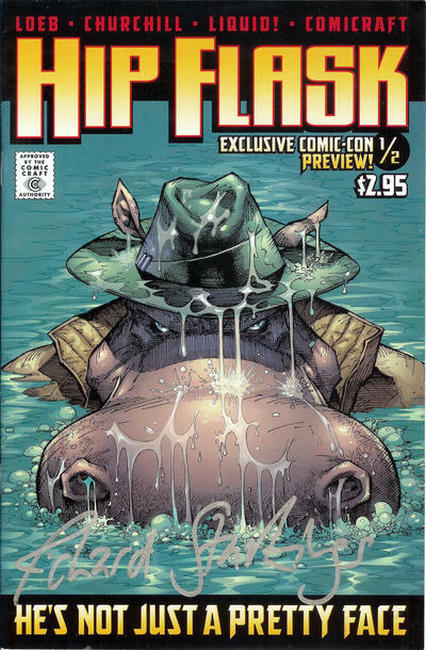 LOEB • CHURCHILL • LIQUID! • COMICRAFT
HIP FLASK
EXCLUSIVE COMIC-CON 1/2
PREVIEW!
$2.95
APPROVED
BY THE
COMIC
CRAFT
C
AUTHORITY
Richard Starkings
HE'S NOT JUST A PRETTY FACE